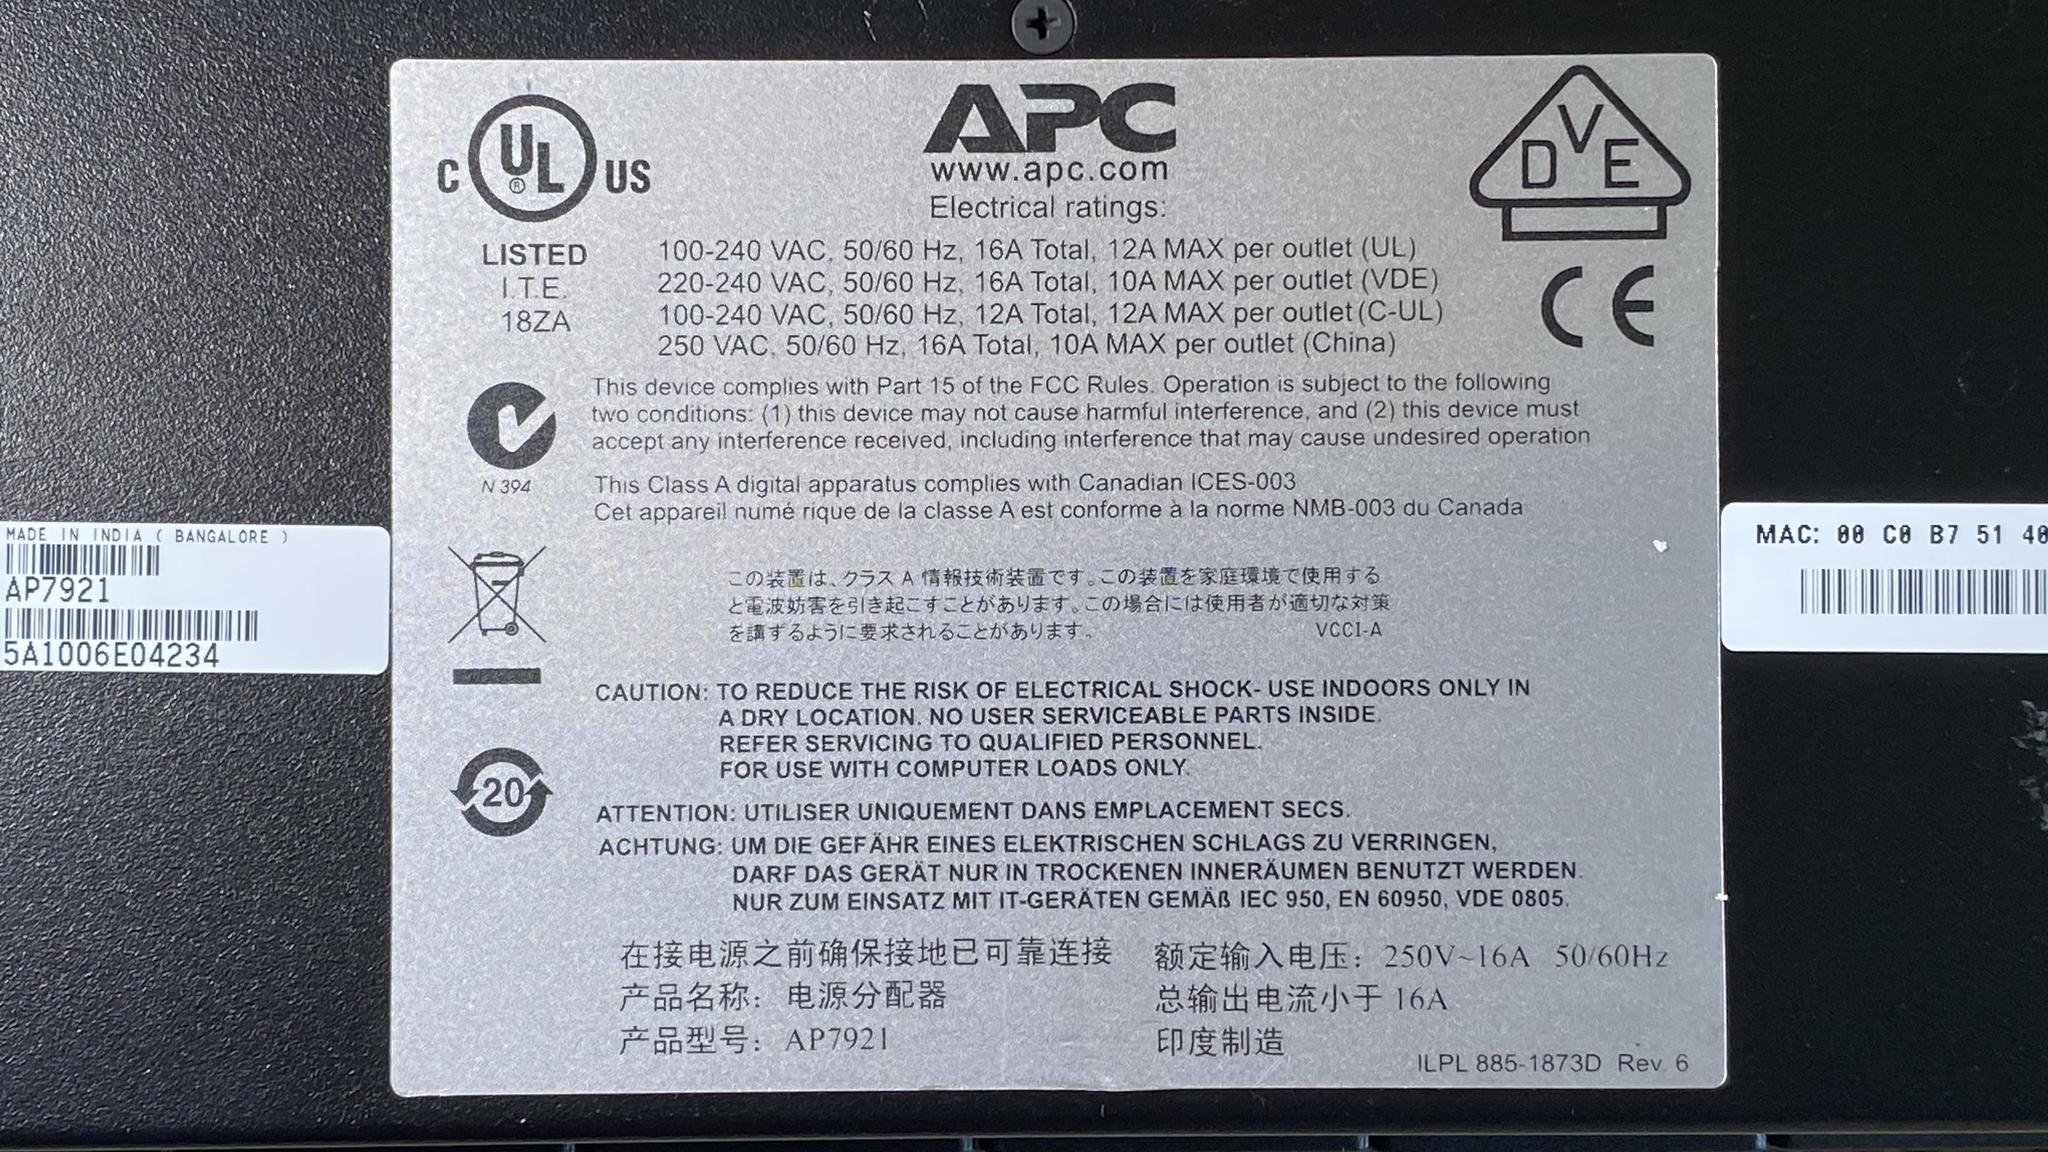 C UL® US
LISTED
I.T.E.
18ZA
APC
www.apc.com
Electrical ratings:
100-240 VAC, 50/60 Hz, 16A Total, 12A MAX per outlet (UL)
220-240 VAC, 50/60 Hz, 16A Total, 10A MAX per outlet (VDE)
100-240 VAC, 50/60 Hz, 12A Total, 12A MAX per outlet (C-UL)
250 VAC, 50/60 Hz, 16A Total, 10A MAX per outlet (China)
DVE
CE
This device complies with Part 15 of the FCC Rules. Operation is subject to the following
two conditions: (1) this device may not cause harmful interference, and (2) this device must
accept any interference received, including interference that may cause undesired operation
N 394
This Class A digital apparatus complies with Canadian ICES-003
Cet appareil numé rique de la classe A est conforme à la norme NMB-003 du Canada
MADE IN INDIA ( BANGALORE )
AP7921
5A1006E04234
MAC: 00 C0 B7 51 40
この装置は、クラス A 情報技術装置です。この装置を家庭環境で使用する
と電波妨害を引き起こすことがあります。この場合には使用者が適切な対策
を講ずるように要求されることがあります。 VCCI-A
CAUTION: TO REDUCE THE RISK OF ELECTRICAL SHOCK- USE INDOORS ONLY IN
A DRY LOCATION. NO USER SERVICEABLE PARTS INSIDE.
REFER SERVICING TO QUALIFIED PERSONNEL.
FOR USE WITH COMPUTER LOADS ONLY.
20
ATTENTION: UTILISER UNIQUEMENT DANS EMPLACEMENT SECS.
ACHTUNG: UM DIE GEFÄHR EINES ELEKTRISCHEN SCHLAGS ZU VERRINGEN,
DARF DAS GERÄT NUR IN TROCKENEN INNERÄUMEN BENUTZT WERDEN.
NUR ZUM EINSATZ MIT IT-GERÄTEN GEMÄß IEC 950, EN 60950, VDE 0805.
在接电源之前确保接地已可靠连接
产品名称：电源分配器
产品型号：AP7921
额定输入电压：250V~16A 50/60Hz
总输出电流小于 16A
印度制造
ILPL 885-1873D Rev. 6